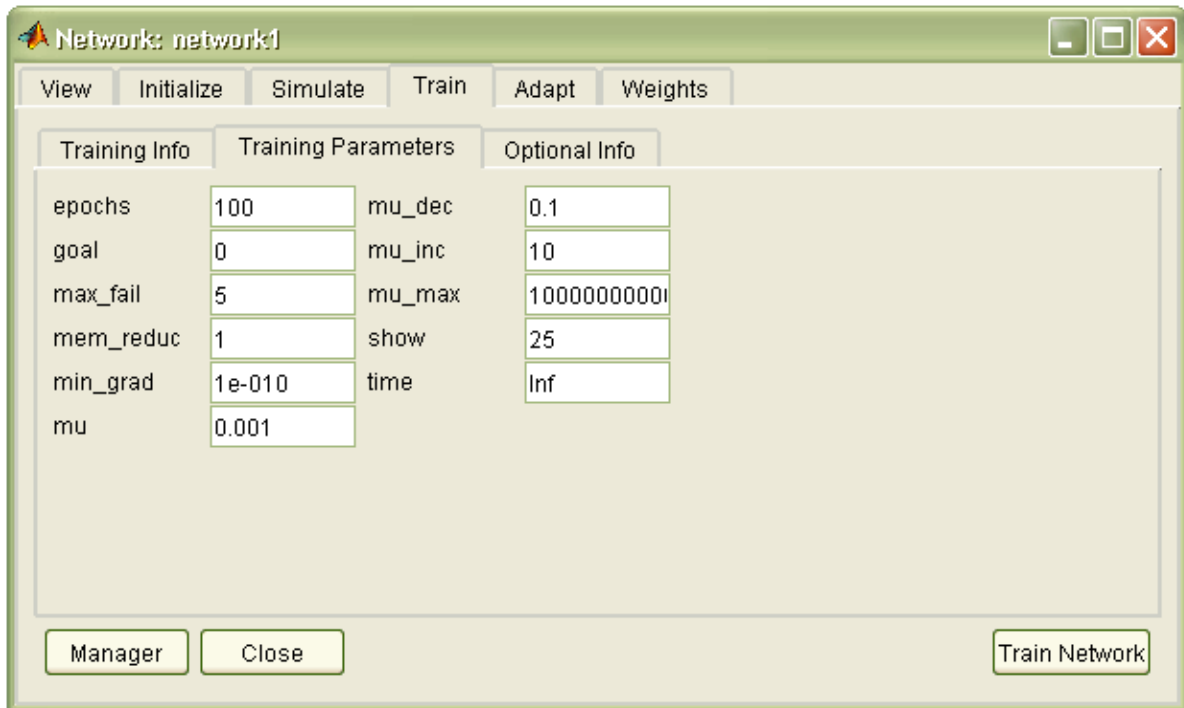 Network: network1
View Initialize Simulate Train Adapt Weights
Training Info Training Parameters Optional Info
epochs 100 mu_dec 0.1
goal 0 mu_inc 10
max_fail 5 mu_max 10000000000
mem_reduc 1 show 25
min_grad 1e-010 time Inf
mu 0.001
Manager Close Train Network